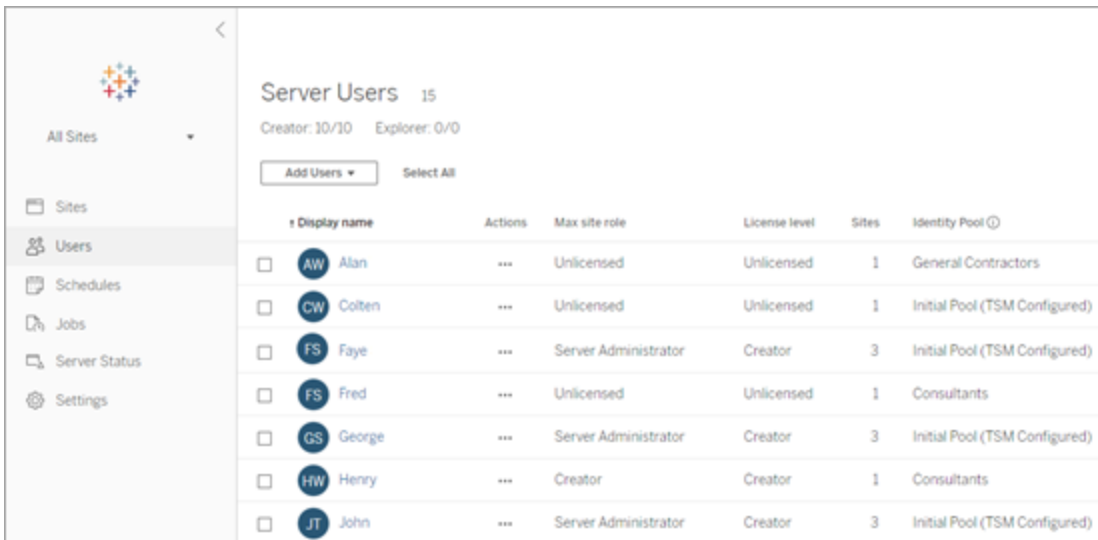 All Sites
Sites
Users
Schedules
Jobs
Server Status
Settings
Server Users 15
Creator: 10/10 Explorer: 0/0
Add Users Select All
↑ Display name Actions Max site role License level Sites Identity Pool
AW Alan ... Unlicensed Unlicensed 1 General Contractors
CW Colten ... Unlicensed Unlicensed 1 Initial Pool (TSM Configured)
FS Faye ... Server Administrator Creator 3 Initial Pool (TSM Configured)
FS Fred ... Unlicensed Unlicensed 1 Consultants
GS George ... Server Administrator Creator 3 Initial Pool (TSM Configured)
HW Henry ... Creator Creator 1 Consultants
JT John ... Server Administrator Creator 3 Initial Pool (TSM Configured)